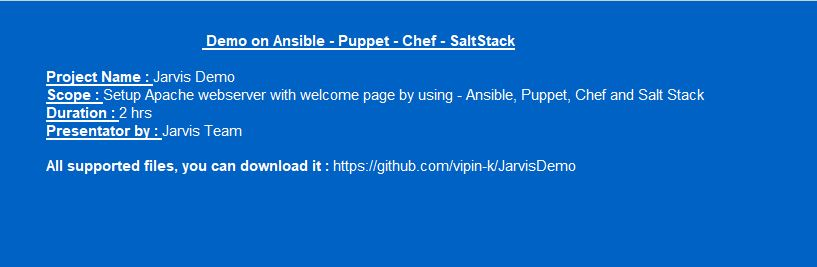 Demo on Ansible - Puppet - Chef - SaltStack
Project Name : Jarvis Demo
Scope : Setup Apache webserver with welcome page by using - Ansible, Puppet, Chef and Salt Stack
Duration : 2 hrs
Presentator by : Jarvis Team
All supported files, you can download it : https://github.com/vipin-k/JarvisDemo